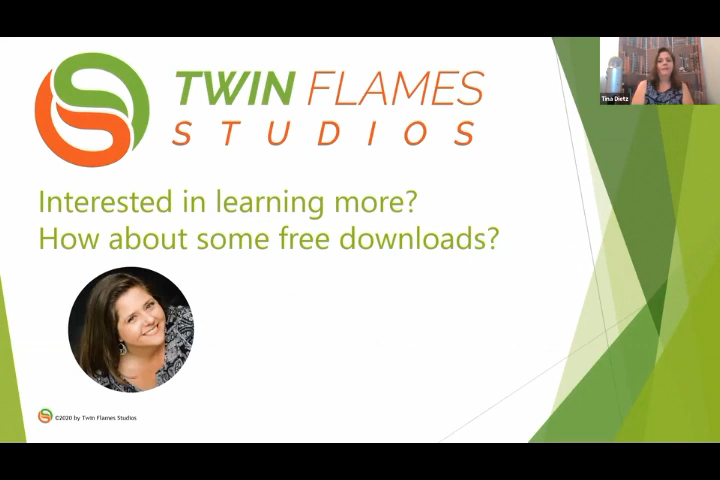 TWIN FLAMES
STUDIOS
Tina Dietz
Interested in learning more?
How about some free downloads?
©2020 by Twin Flames Studios